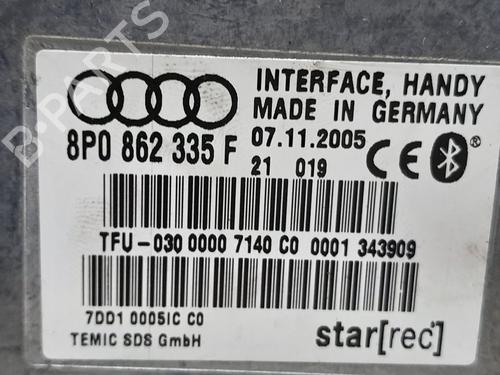 INTERFACE, HANDY
MADE IN GERMANY
8P0 862 335 F
07.11.2005
21 019
CE
®
TFU-030 0000 7140 C0 0001 343909
7DD1 0005IC C0
TEMIC SDS GmbH
star[rec]
B-PARTS